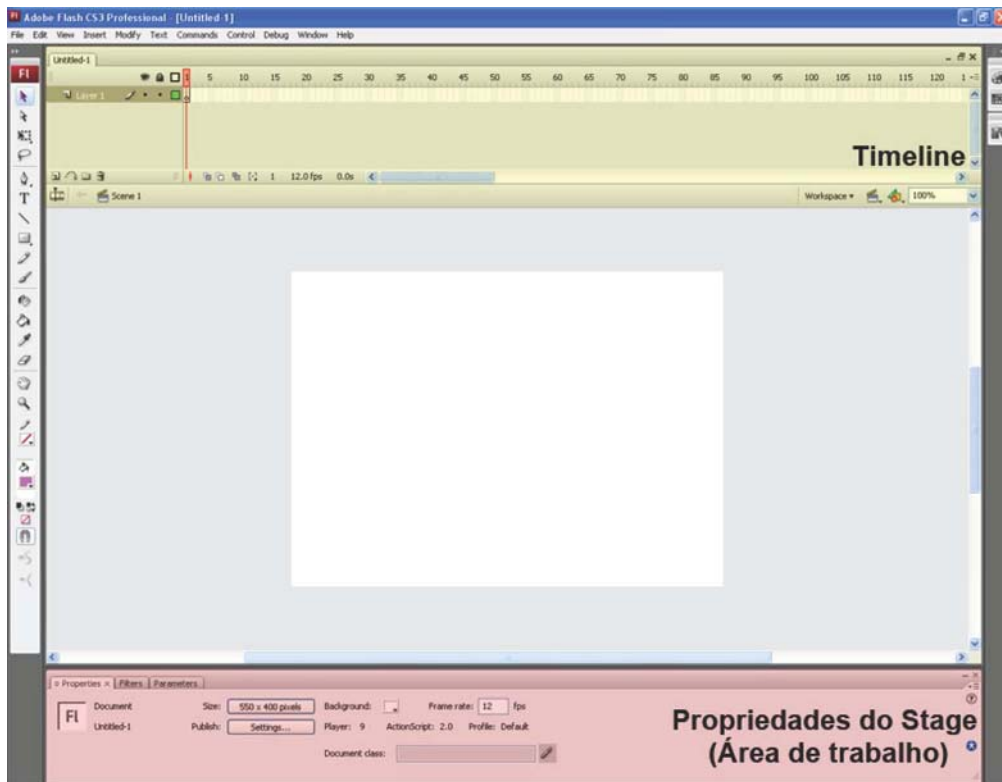 Adobe Flash CS3 Professional - [Untitled-1]
File Edit View Insert Modify Text Commands Control Debug Window Help
Untitled-1
1 5 10 15 20 25 30 35 40 45 50 55 60 65 70 75 80 85 90 95 100 105 110 115 120 1
Layer 1
Timeline
1 12.0 fps 0.0s
Scene 1
Workspace
100%
Fl
T
Properties × Filters Parameters
Fl
Document
Size: 550 x 400 pixels Background: Frame rate: 12 fps
Untitled-1
Publish: Settings... Player: 9 ActionScript: 2.0 Profile: Default
Document class:
Propriedades do Stage
(Área de trabalho)